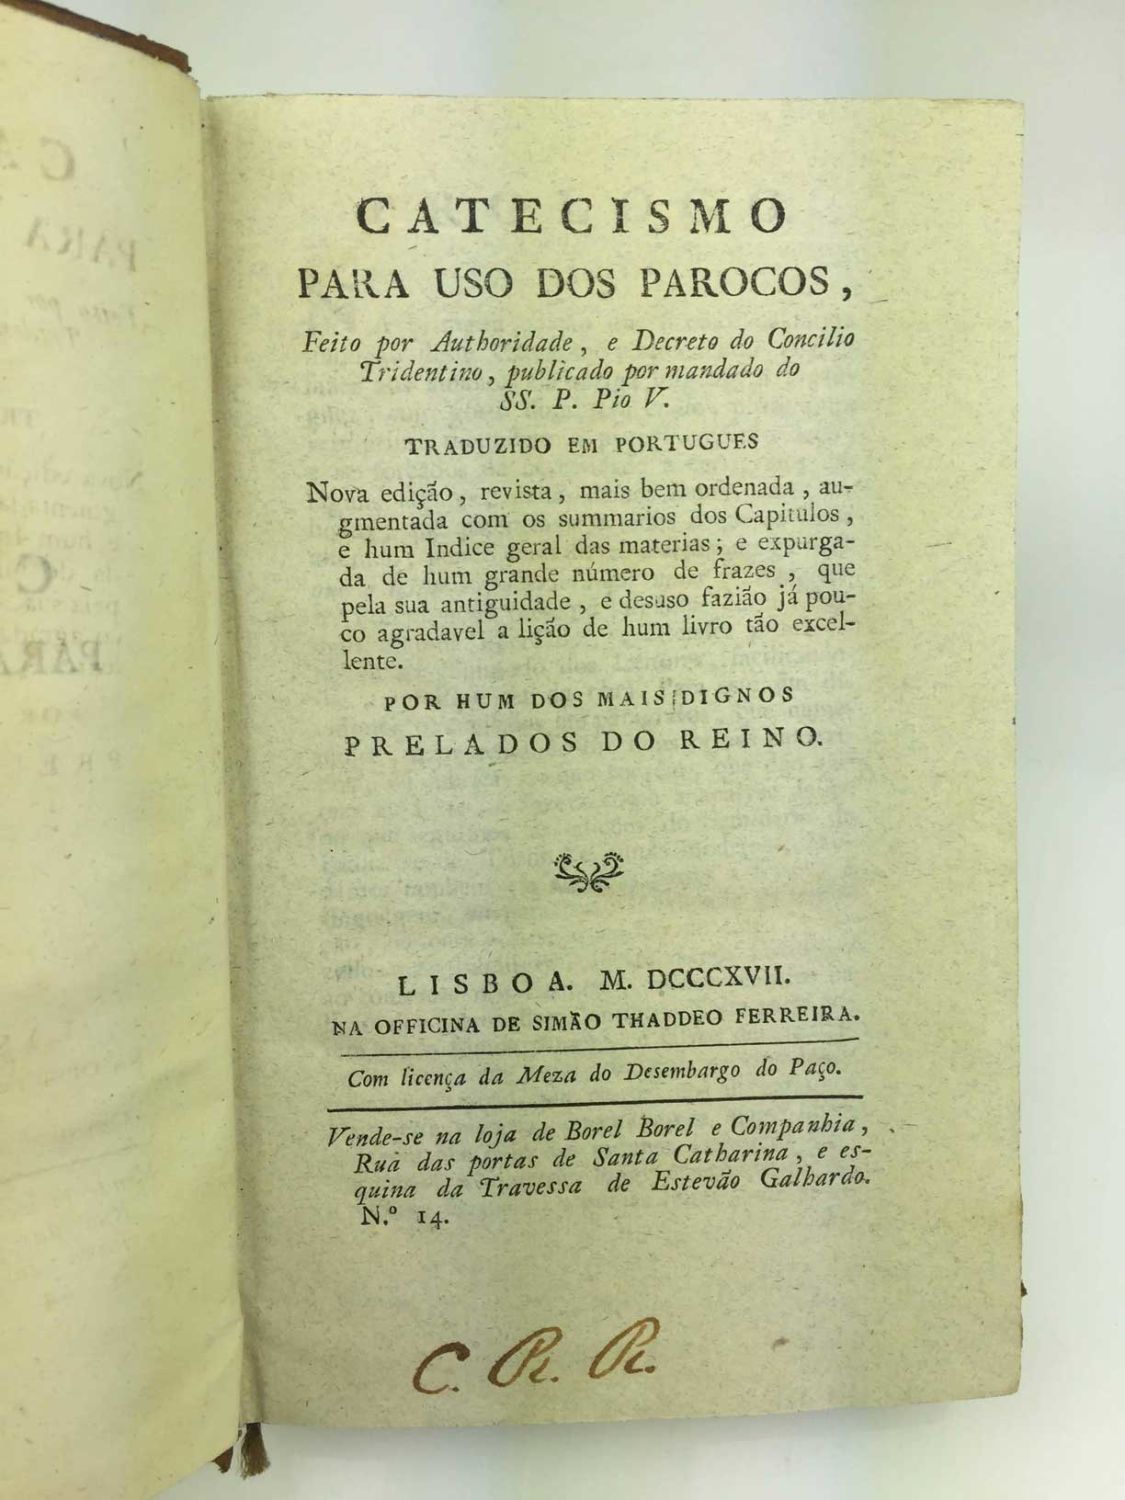 CATECISMO
PARA USO DOS PAROCOS,
Feito por Authoridade, e Decreto do Concilio
Tridentino, publicado por mandado do
SS. P. Pio V.
TRADUZIDO EM PORTUGUES
Nova edição, revista, mais bem ordenada, au-
gmentada com os summarios dos Capitulos,
e hum Indice geral das materias; e expurga-
da de hum grande número de frazes, que
pela sua antiguidade, e desuso fazião já pou-
co agradavel a lição de hum livro tão excel-
lente.
POR HUM DOS MAIS DIGNOS
PRELADOS DO REINO.
LISBOA. M. DCCCXVII.
NA OFFICINA DE SIMÃO THADDEO FERREIRA.
Com licença da Meza do Desembargo do Paço.
Vende-se na loja de Borel Borel e Companhia,
Rua das portas de Santa Catharina, e es-
quina da Travessa de Estevão Galhardo.
N.º 14.
C. R. R.